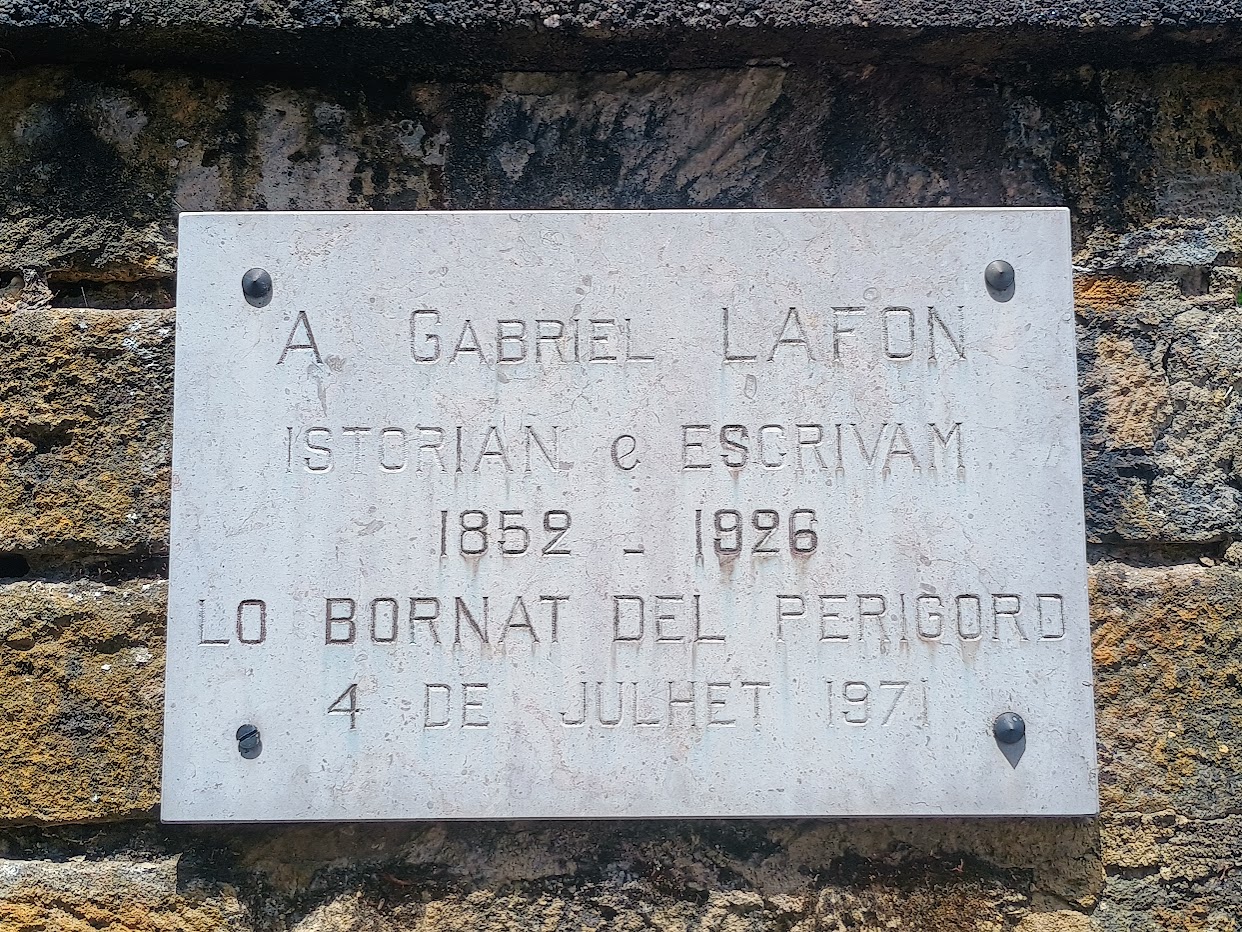 A GABRIEL LAFON
ISTORIAN e ESCRIVAM
1852 - 1926
LO BORNAT DEL PERIGORD
4 DE JULHET 1971